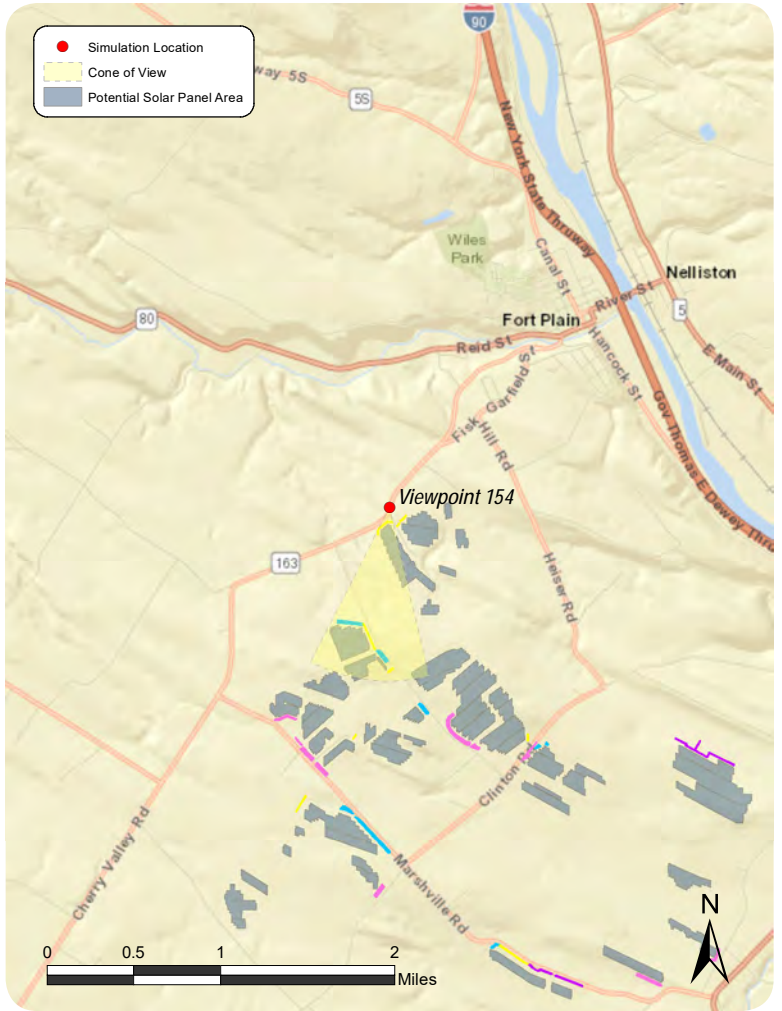 90
Simulation Location
Cone of View
Potential Solar Panel Area
way 5S
5S
New York State Thruway
Wiles
Park
Canal St
Nelliston
River St
5
80
Fort Plain
Reid St
Hancock St
E Main St
Garfield St
Fisk
Hill Rd
Gov Thomas E Dewey Thru
Viewpoint 154
163
Heiser Rd
Clinton Rd
Cherry Valley Rd
Marshville Rd
N
0 0.5 1 2
Miles